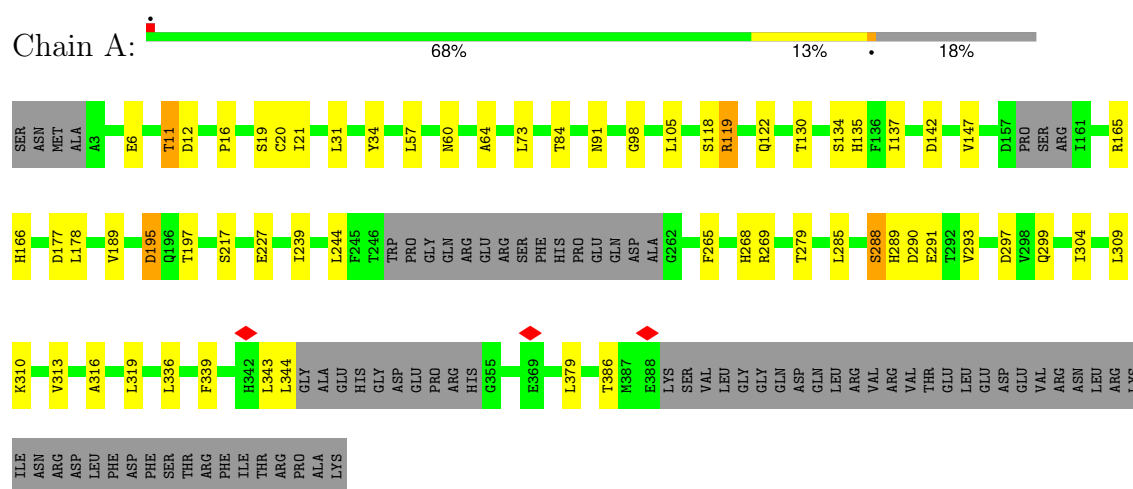 Chain A:
68% 13% • 18%
SER ASN MET ALA A3 E6 T11 D12 P16 S19 C20 I21 L31 Y34 L57 N60 A64 L73 T84 N91 G98 L105 S118 R119 Q122 T130 S134 H135 F136 I137 D142 V147 D157 PRO SER ARG I161 R165
H166 D177 L178 V189 D195 Q196 T197 S217 E227 I239 L244 F245 T246 TRP PRO GLY GLN ARG GLU ARG SER PHE HIS PRO GLU GLN ASP ALA G262 F265 H268 R269 T279 L285 S288 H289 D290 E291 T292 V293 D297 V298 Q299 I304 L309
K310 V313 A316 L319 L336 F339 H342 L343 L344 GLY ALA GLU HIS GLY ASP GLU PRO ARG HIS G355 E369 L379 T386 M387 E388 LYS SER VAL LEU GLY GLY GLN ASP GLN LEU ARG VAL ARG VAL THR GLU LEU GLU ASP GLU VAL ARG ASN LEU ARG LYS
ILE ASN ARG ASP LEU PHE ASP PHE SER THR ARG PHE ILE THR ARG PRO ALA LYS